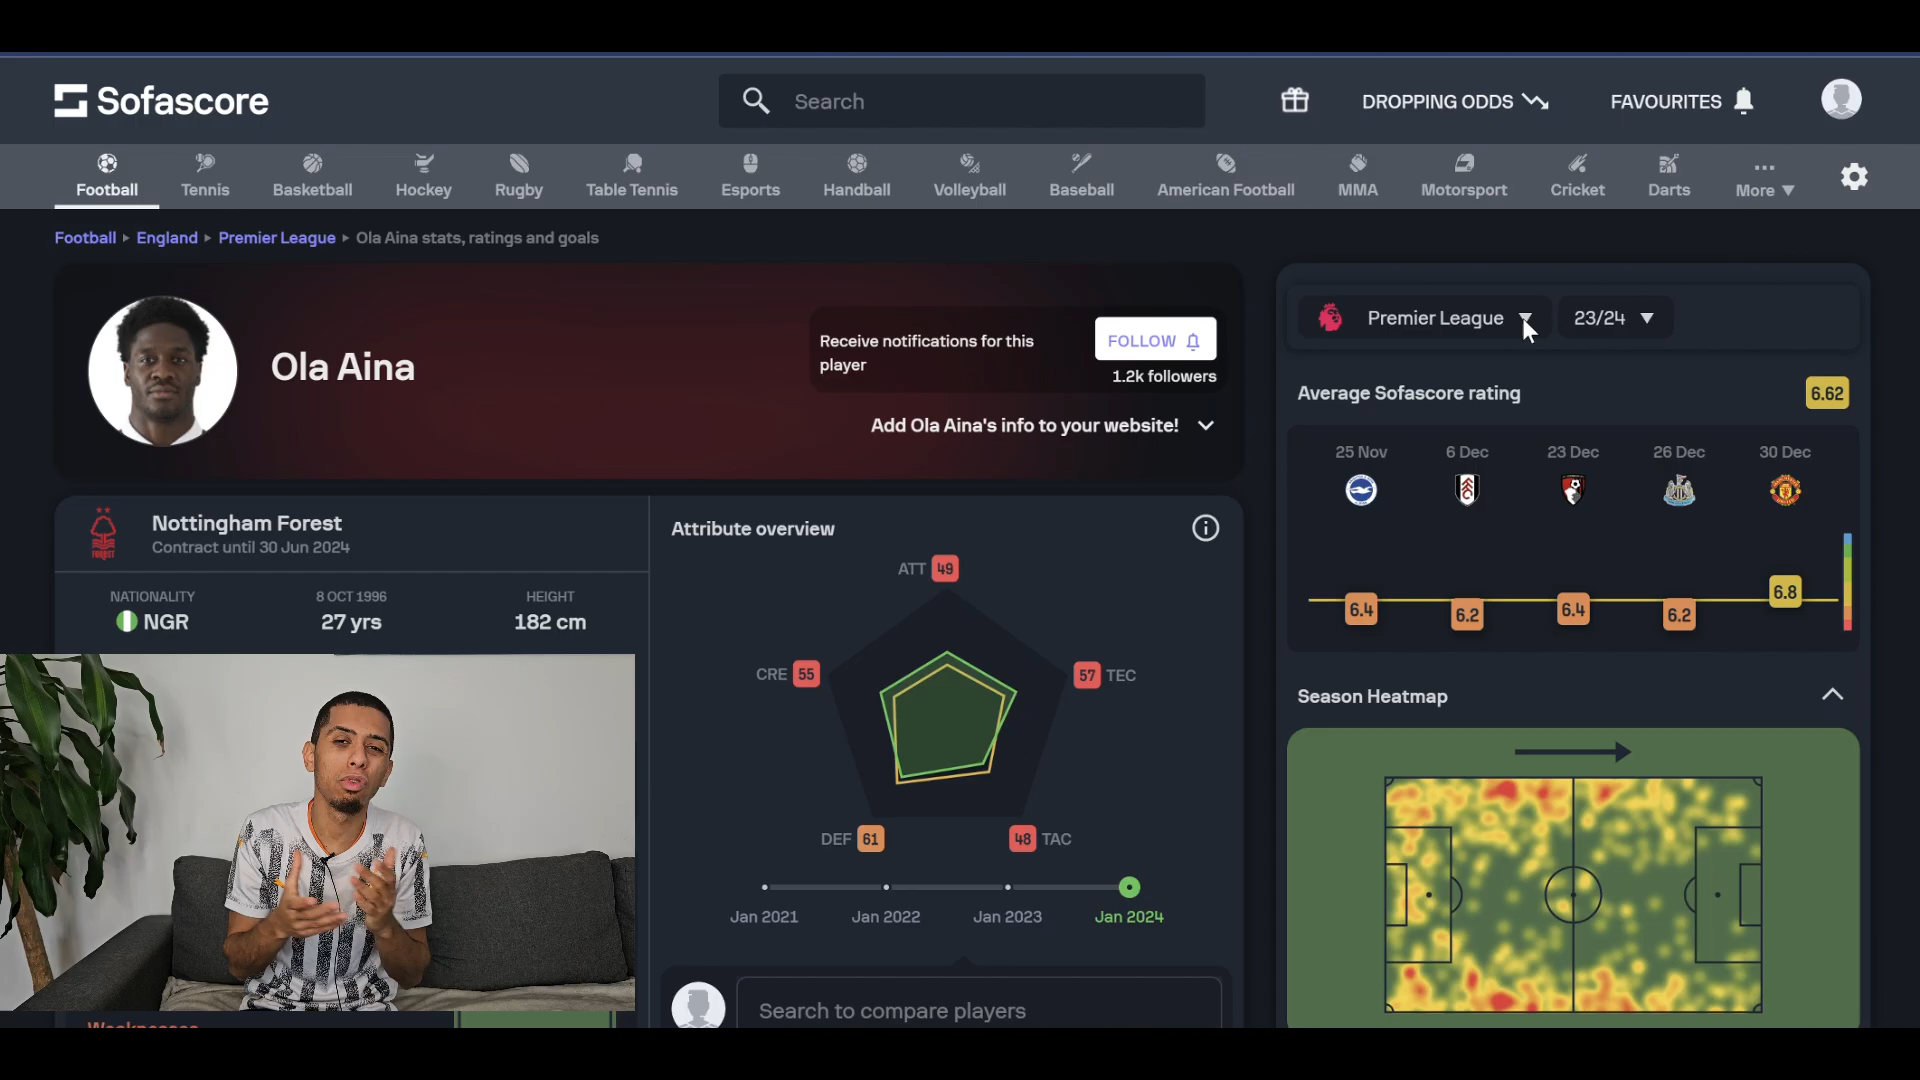 Sofascore
Search
DROPPING ODDS
FAVOURITES
Football
Tennis
Basketball
Hockey
Rugby
Table Tennis
Esports
Handball
Volleyball
Baseball
American Football
MMA
Motorsport
Cricket
Darts
More
Football England Premier League Ola Aina stats, ratings and goals
Ola Aina
Receive notifications for this
player
FOLLOW
1.2k followers
Add Ola Aina's info to your website!
Nottingham Forest
Contract until 30 Jun 2024
NATIONALITY
NGR
8 OCT 1996
27 yrs
HEIGHT
182 cm
FOREST
Weaknesses
Attribute overview
ATT 49
CRE 55
57 TEC
DEF 61
48 TAC
Jan 2021
Jan 2022
Jan 2023
Jan 2024
Search to compare players
Premier League
23/24
Average Sofascore rating
6.62
25 Nov
6 Dec
23 Dec
26 Dec
30 Dec
6.4
6.2
6.4
6.2
6.8
Season Heatmap